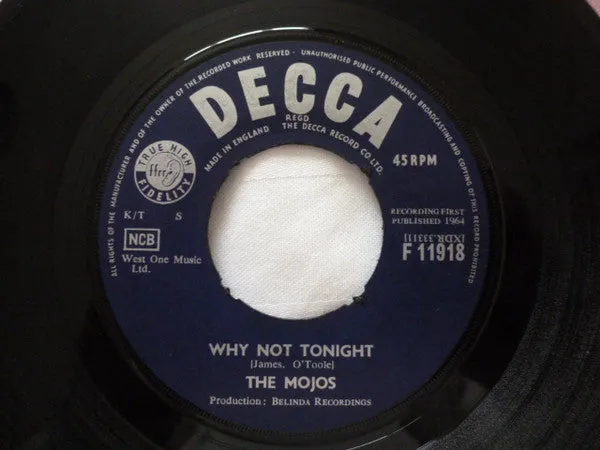 ALL RIGHTS OF THE MANUFACTURER AND OF THE OWNER OF THE RECORDED WORK RESERVED · UNAUTHORISED PUBLIC PERFORMANCE BROADCASTING AND COPYING OF THIS RECORD PROHIBITED.
DECCA
REGD
MADE IN ENGLAND
THE DECCA RECORD CO. LTD.
TRUE HIGH
ffrr
FIDELITY
45 RPM
K/T S
RECORDING FIRST
PUBLISHED 1964
NCB
[XDR.33311]
F 11918
West One Music
Ltd.
WHY NOT TONIGHT
[James. O'Toole]
THE MOJOS
Production: BELINDA RECORDINGS